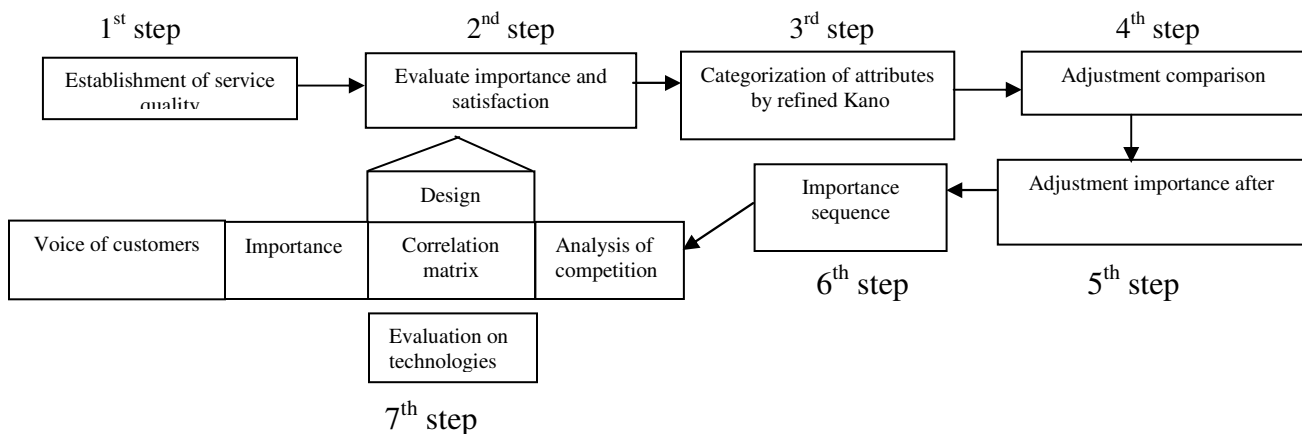 1st step
2nd step
3rd step
4th step
Establishment of service
quality
Evaluate importance and
satisfaction
Categorization of attributes
by refined Kano
Adjustment comparison
Adjustment importance after
Importance
sequence
6th step
5th step
Design
Voice of customers
Importance
Correlation
matrix
Analysis of
competition
Evaluation on
technologies
7th step